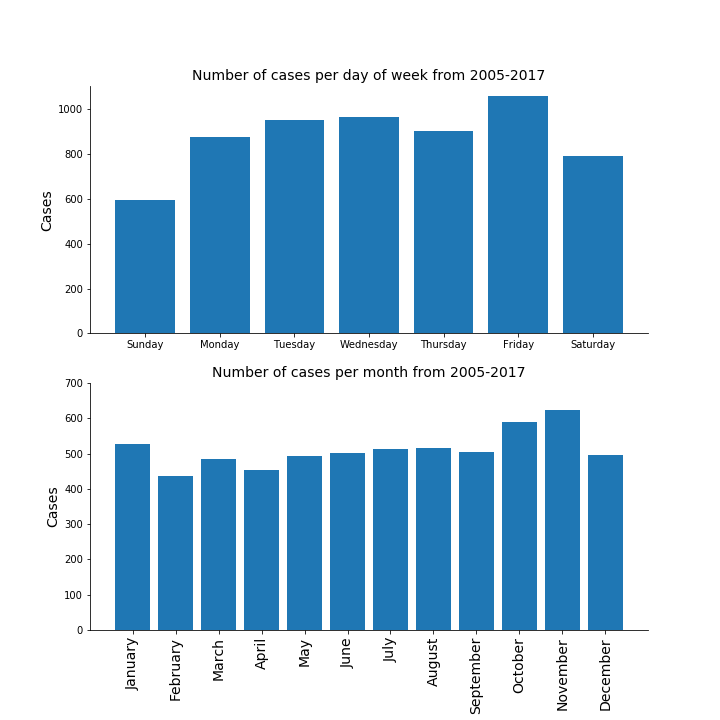 Number of cases per day of week from 2005-2017
1000
800
600
400
200
0
Cases
Sunday Monday Tuesday Wednesday Thursday Friday Saturday
Number of cases per month from 2005-2017
700
600
500
400
300
200
100
0
Cases
January
February
March
April
May
June
July
August
September
October
November
December